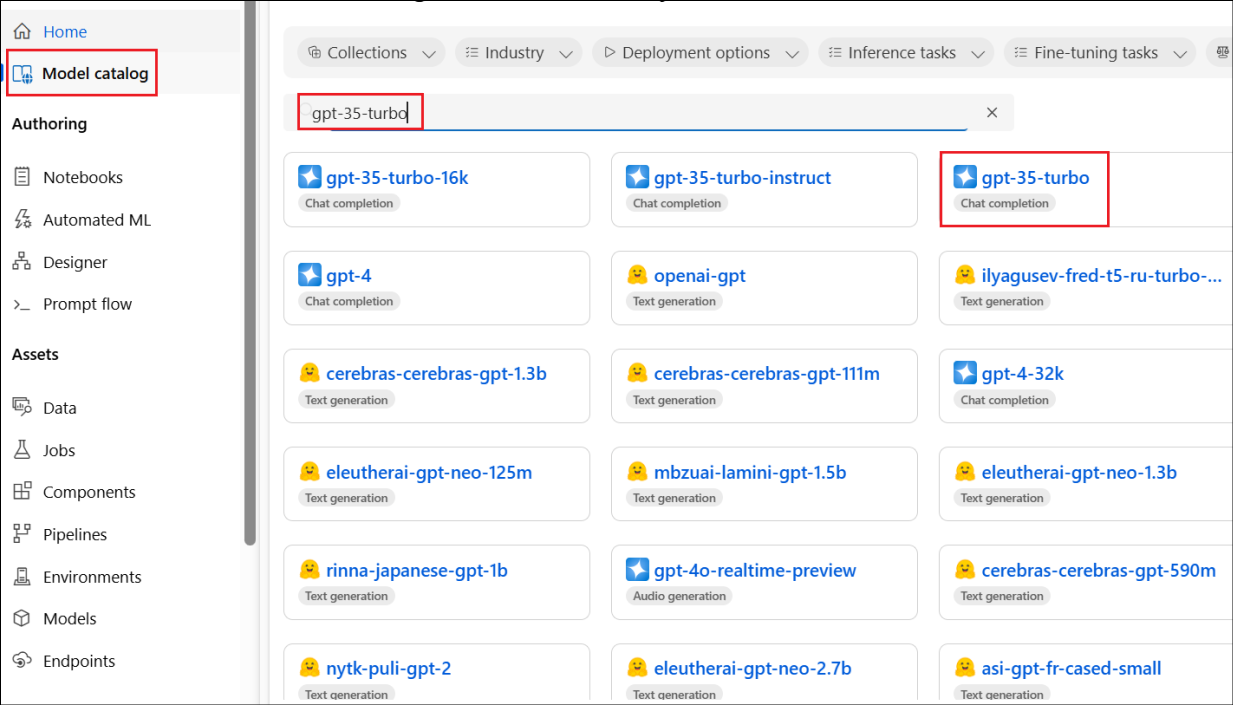 Home
Model catalog
Authoring
Notebooks
Automated ML
Designer
Prompt flow
Assets
Data
Jobs
Components
Pipelines
Environments
Models
Endpoints
Collections
Industry
Deployment options
Inference tasks
Fine-tuning tasks
gpt-35-turbo
gpt-35-turbo-16k
Chat completion
gpt-35-turbo-instruct
Chat completion
gpt-35-turbo
Chat completion
gpt-4
Chat completion
openai-gpt
Text generation
ilyagusev-fred-t5-ru-turbo-...
Text generation
cerebras-cerebras-gpt-1.3b
Text generation
cerebras-cerebras-gpt-111m
Text generation
gpt-4-32k
Chat completion
eleutherai-gpt-neo-125m
Text generation
mbzuai-lamini-gpt-1.5b
Text generation
eleutherai-gpt-neo-1.3b
Text generation
rinna-japanese-gpt-1b
Text generation
gpt-4o-realtime-preview
Audio generation
cerebras-cerebras-gpt-590m
Text generation
nytk-puli-gpt-2
Text generation
eleutherai-gpt-neo-2.7b
Text generation
asi-gpt-fr-cased-small
Text generation